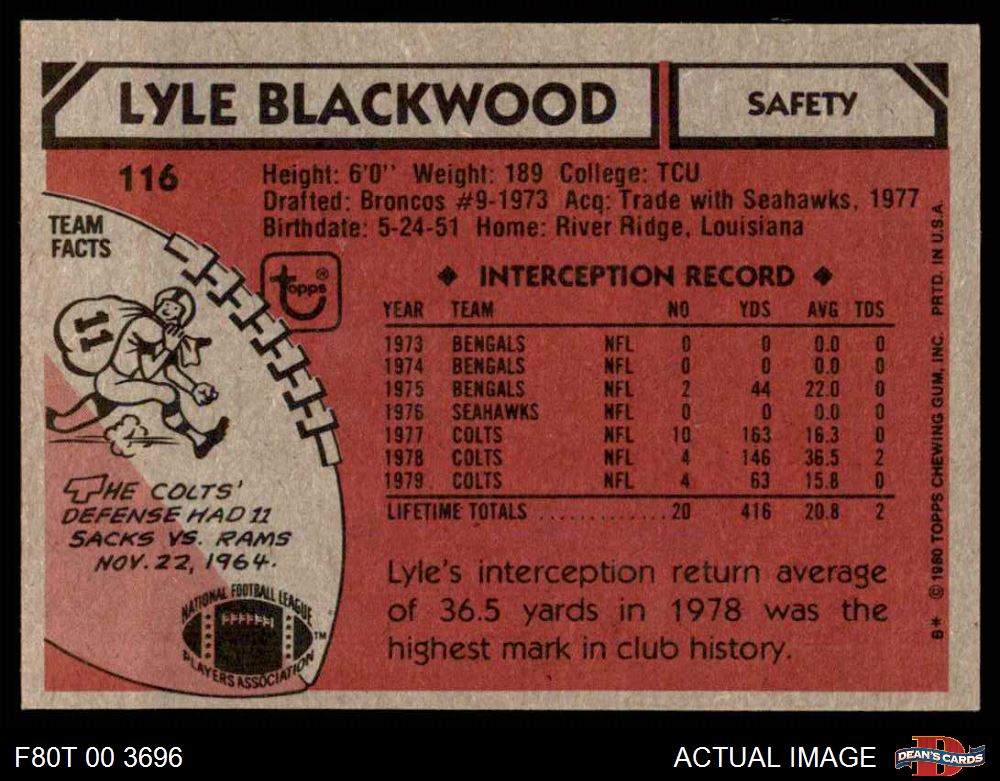 LYLE BLACKWOOD SAFETY
116
Height: 6'0" Weight: 189 College: TCU
Drafted: Broncos #9-1973 Acq: Trade with Seahawks, 1977
Birthdate: 5-24-51 Home: River Ridge, Louisiana
TEAM
FACTS
topps®
11
THE COLTS'
DEFENSE HAD 11
SACKS VS. RAMS
NOV. 22, 1964.
NATIONAL FOOTBALL LEAGUE
PLAYERS ASSOCIATION
TM
INTERCEPTION RECORD
YEAR TEAM NO YDS AVG TDS
1973 BENGALS NFL 0 0 0.0 0
1974 BENGALS NFL 0 0 0.0 0
1975 BENGALS NFL 2 44 22.0 0
1976 SEAHAWKS NFL 0 0 0.0 0
1977 COLTS NFL 10 163 16.3 0
1978 COLTS NFL 4 146 36.5 2
1979 COLTS NFL 4 63 15.8 0
LIFETIME TOTALS .............20 416 20.8 2
Lyle's interception return average
of 36.5 yards in 1978 was the
highest mark in club history.
B* © 1980 TOPPS CHEWING GUM, INC. PRTD. IN U.S.A.
F80T 00 3696
ACTUAL IMAGE
D
DEAN'S CARDS